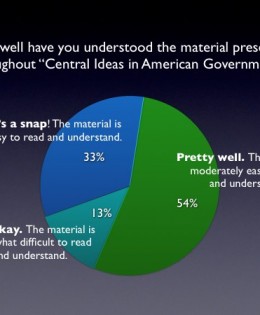 well have you understood the material prese
ghout “Central Ideas in American Governm
's a snap! The material is
sy to read and understand.
33%
Pretty well. Th
moderately eas
and unders
54%
13%
kay. The material is
what difficult to read
nd understand.